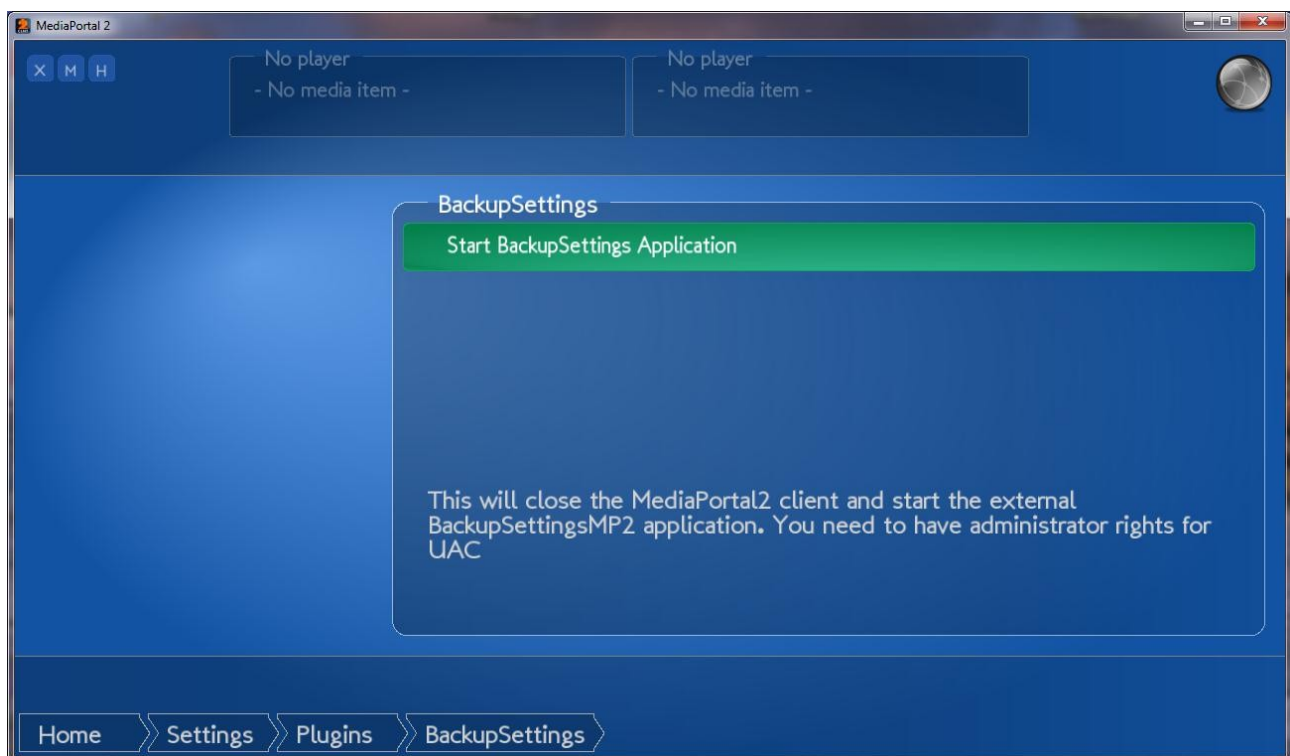 MediaPortal 2
X M H
No player
- No media item -
No player
- No media item -
BackupSettings
Start BackupSettings Application
This will close the MediaPortal2 client and start the external
BackupSettingsMP2 application. You need to have administrator rights for
UAC
Home Settings Plugins BackupSettings